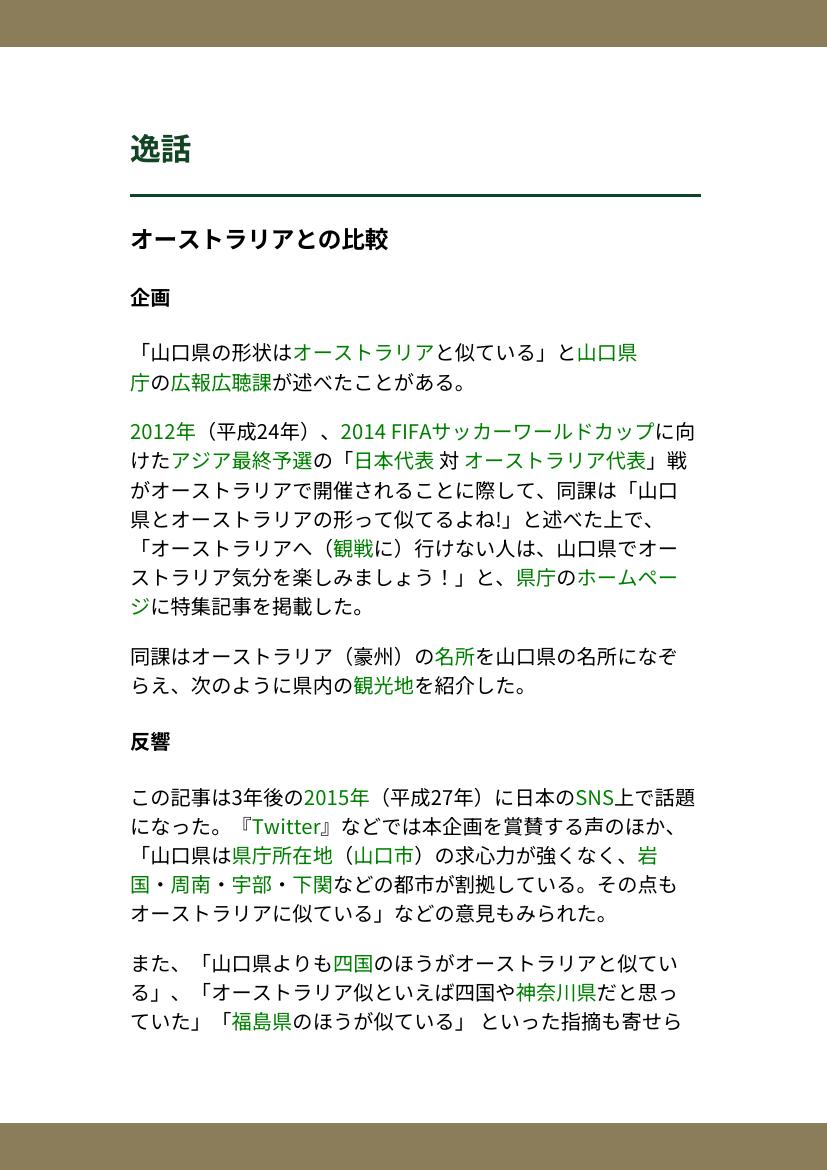 逸話
オーストラリアとの比較
企画
「山口県の形状はオーストラリアと似ている」と山口県
庁の広報広聴課が述べたことがある。
2012年（平成24年）、2014 FIFAサッカーワールドカップに向
けたアジア最終予選の「日本代表 対 オーストラリア代表」戦
がオーストラリアで開催されることに際して、同課は「山口
県とオーストラリアの形って似てるよね!」と述べた上で、
「オーストラリアへ（観戦に）行けない人は、山口県でオー
ストラリア気分を楽しみましょう！」と、県庁のホームペー
ジに特集記事を掲載した。
同課はオーストラリア（豪州）の名所を山口県の名所になぞ
らえ、次のように県内の観光地を紹介した。
反響
この記事は3年後の2015年（平成27年）に日本のSNS上で話題
になった。『Twitter』などでは本企画を賞賛する声のほか、
「山口県は県庁所在地（山口市）の求心力が強くなく、岩
国・周南・宇部・下関などの都市が割拠している。その点も
オーストラリアに似ている」などの意見もみられた。
また、「山口県よりも四国のほうがオーストラリアと似てい
る」、「オーストラリア似といえば四国や神奈川県だと思っ
ていた」「福島県のほうが似ている」 といった指摘も寄せら